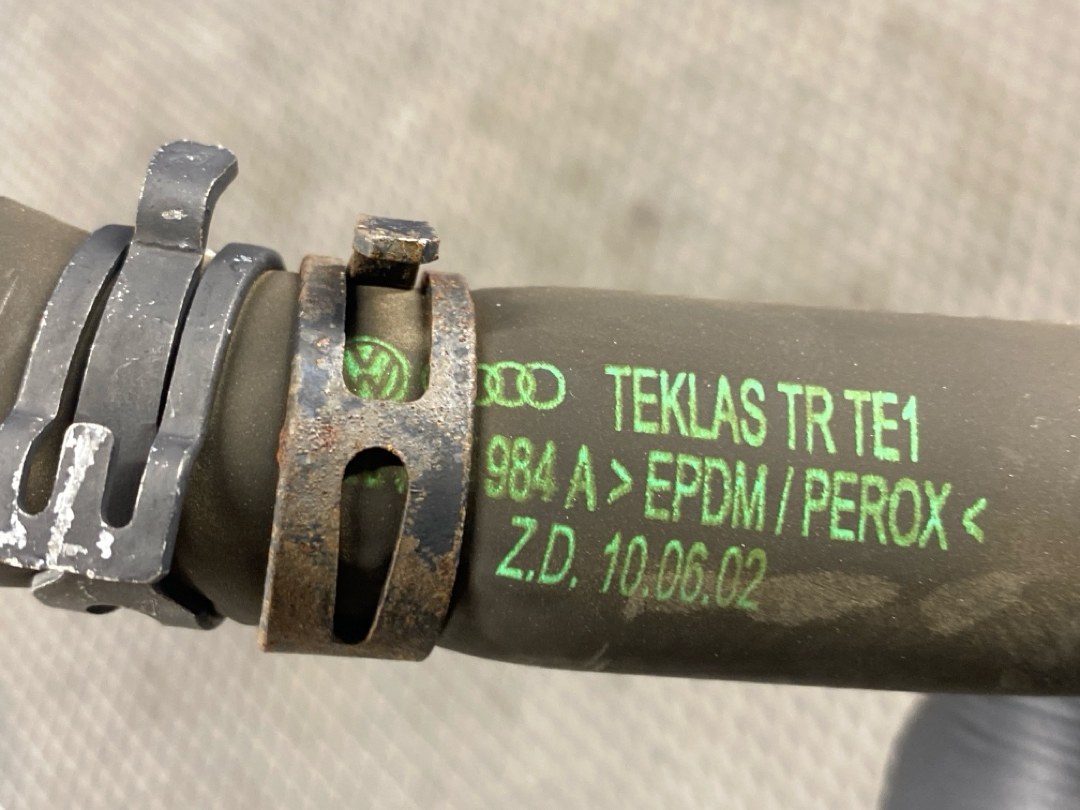 TEKLAS TR TE1
984 A > EPDM / PEROX <
Z.D. 10.06.02